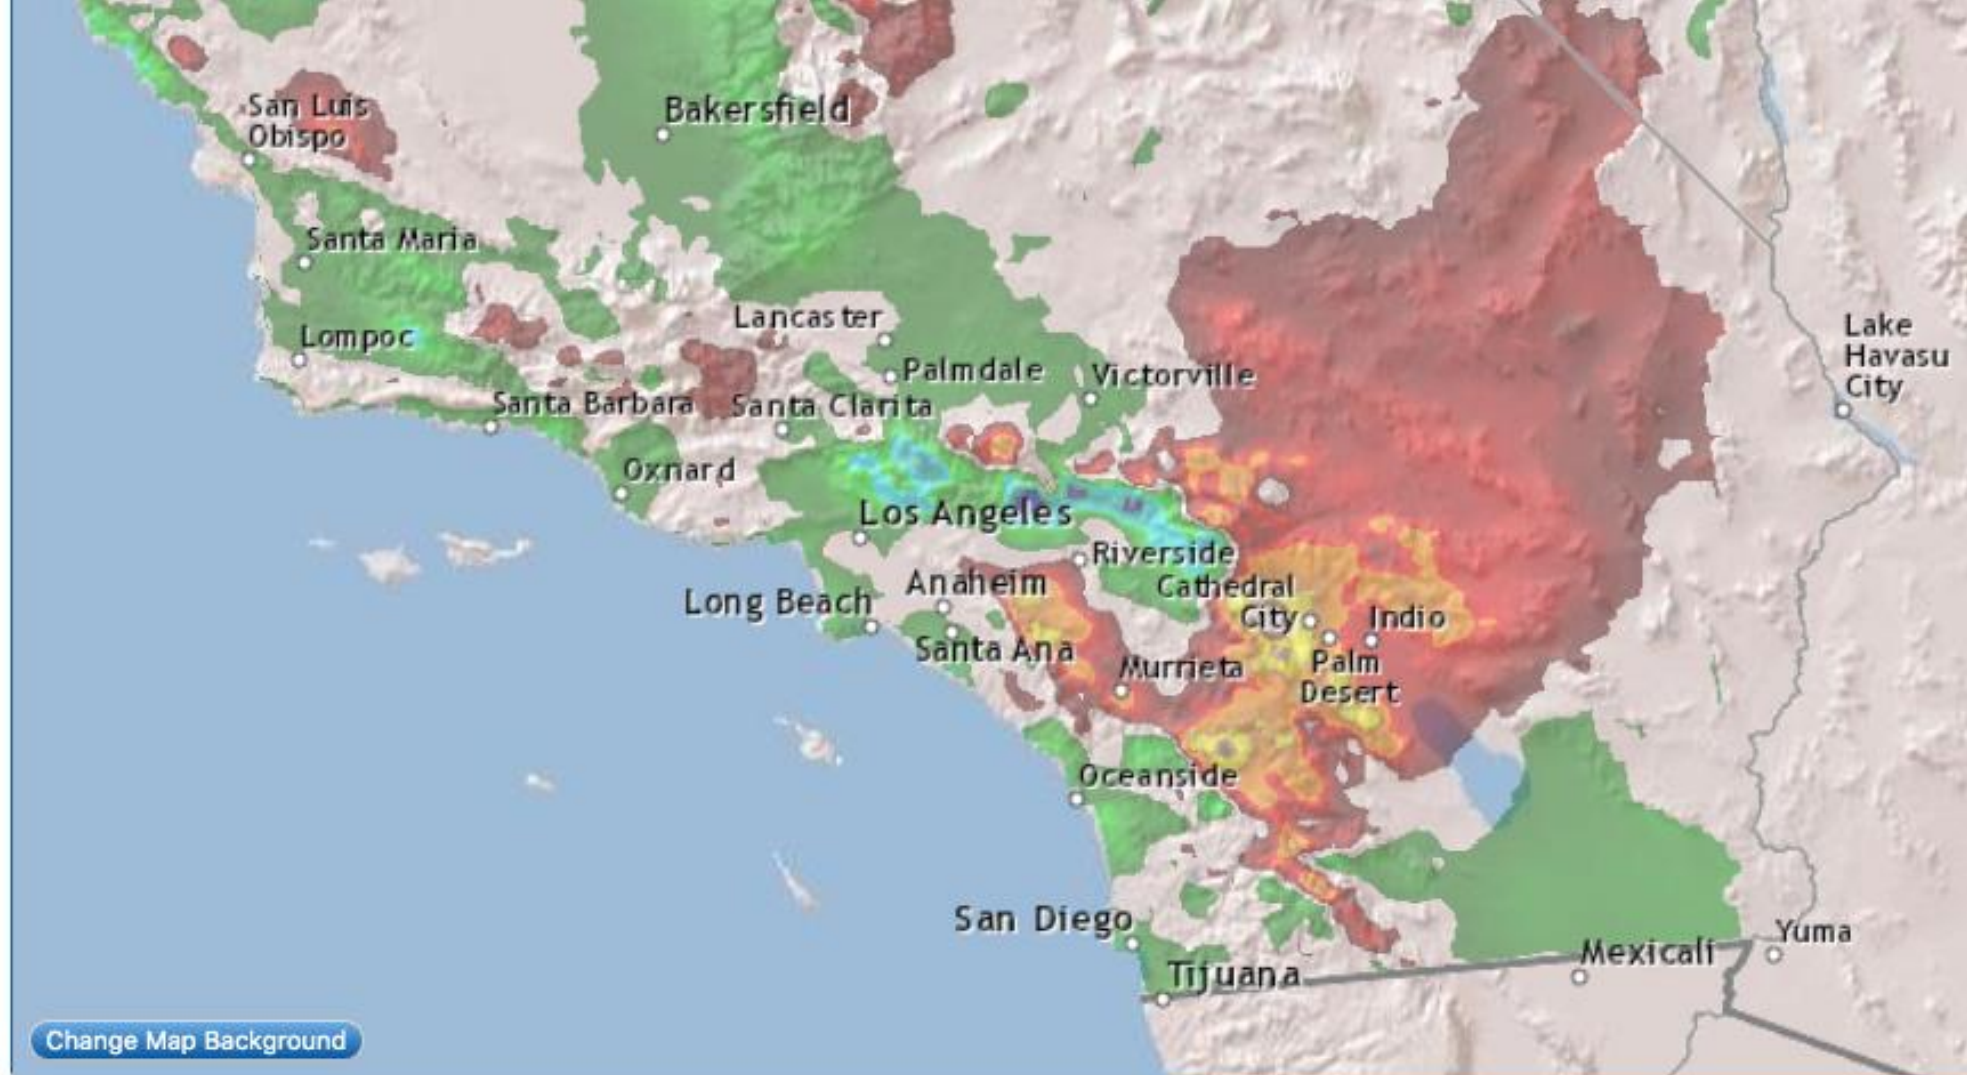 San Luis
Obispo
Bakersfield
Santa Maria
Lompoc
Lancaster
Palmdale
Victorville
Lake
Havasu
City
Santa Barbara
Santa Clarita
Oxnard
Los Angeles
Riverside
Cathedral
City
Anaheim
Long Beach
Indio
Santa Ana
Murrieta
Palm
Desert
Oceanside
San Diego
Yuma
Mexicali
Tijuana
Change Map Background